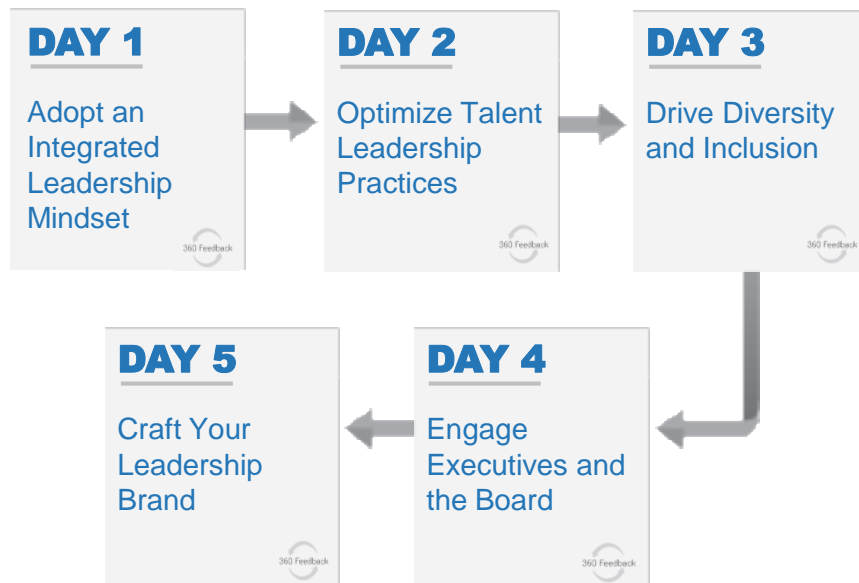 DAY 1
Adopt an
Integrated
Leadership
Mindset
360 Feedback
DAY 2
Optimize Talent
Leadership
Practices
360 Feedback
DAY 3
Drive Diversity
and Inclusion
360 Feedback
DAY 4
Engage
Executives and
the Board
360 Feedback
DAY 5
Craft Your
Leadership
Brand
360 Feedback